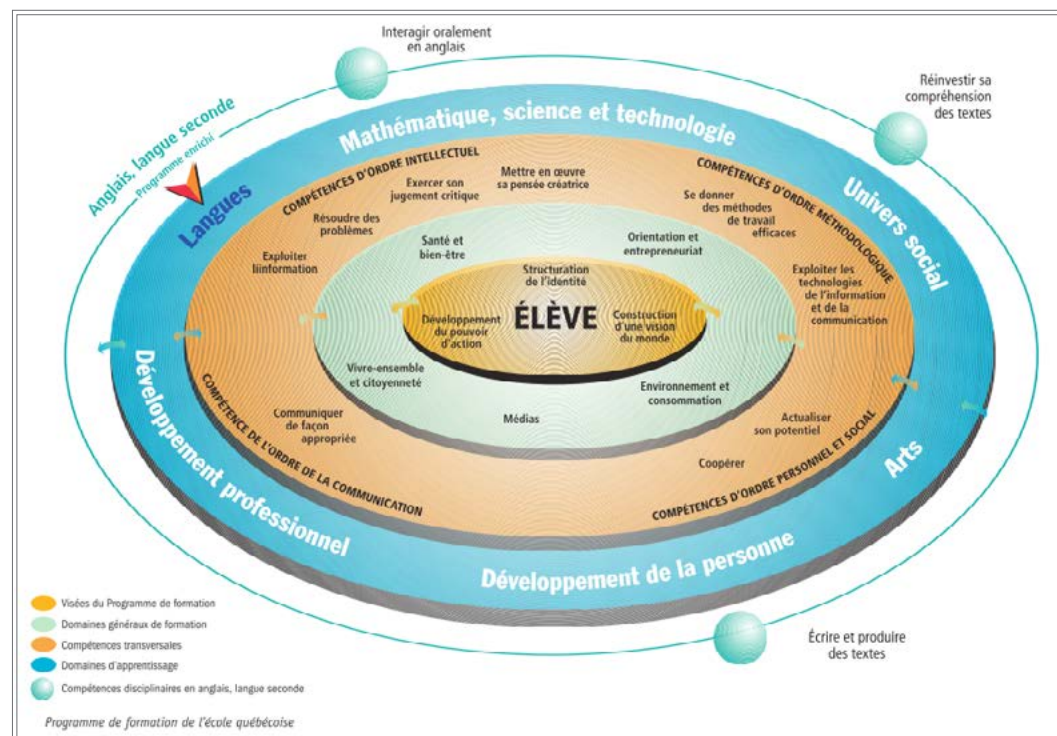 Interagir oralement
en anglais
Réinvestir sa
compréhension
des textes
Anglais, langue seconde
Programme enrichi
Mathématique, science et technologie
Langues
Univers social
COMPÉTENCES D'ORDRE INTELLECTUEL
COMPÉTENCES D'ORDRE MÉTHODOLOGIQUE
Mettre en œuvre
sa pensée créatrice
Exercer son
jugement critique
Résoudre des
problèmes
Exploiter
liinformation
Se donner
des méthodes
de travail
efficaces
Exploiter les
technologies
de l'information
et de la
communication
Santé et
bien-être
Orientation et
entrepreneuriat
Structuration
de l'identité
ÉLÈVE
Développement
du pouvoir
d'action
Construction
d'une vision
du monde
Vivre-ensemble
et citoyenneté
Environnement et
consommation
Médias
Communiquer
de façon
appropriée
Actualiser
son potentiel
Coopérer
COMPÉTENCE DE L'ORDRE DE LA COMMUNICATION
COMPÉTENCES D'ORDRE PERSONNEL ET SOCIAL
Arts
Développement professionnel
Développement de la personne
Écrire et produire
des textes
Visées du Programme de formation
Domaines généraux de formation
Compétences transversales
Domaines d'apprentissage
Compétences disciplinaires en anglais, langue seconde
Programme de formation de l'école québécoise